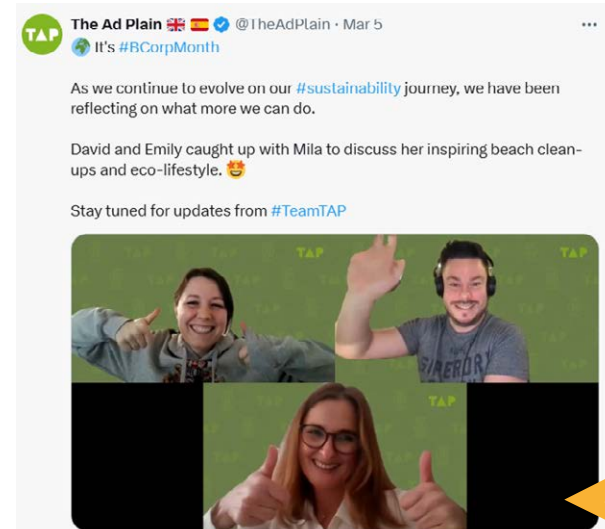 TAP
The Ad Plain 🇬🇧 🇪🇸 @TheAdPlain · Mar 5
🌍 It's #BCorpMonth
As we continue to evolve on our #sustainability journey, we have been
reflecting on what more we can do.
David and Emily caught up with Mila to discuss her inspiring beach clean-
ups and eco-lifestyle. 🤩
Stay tuned for updates from #TeamTAP
TAP
TAP
SUPERDRY
TAP